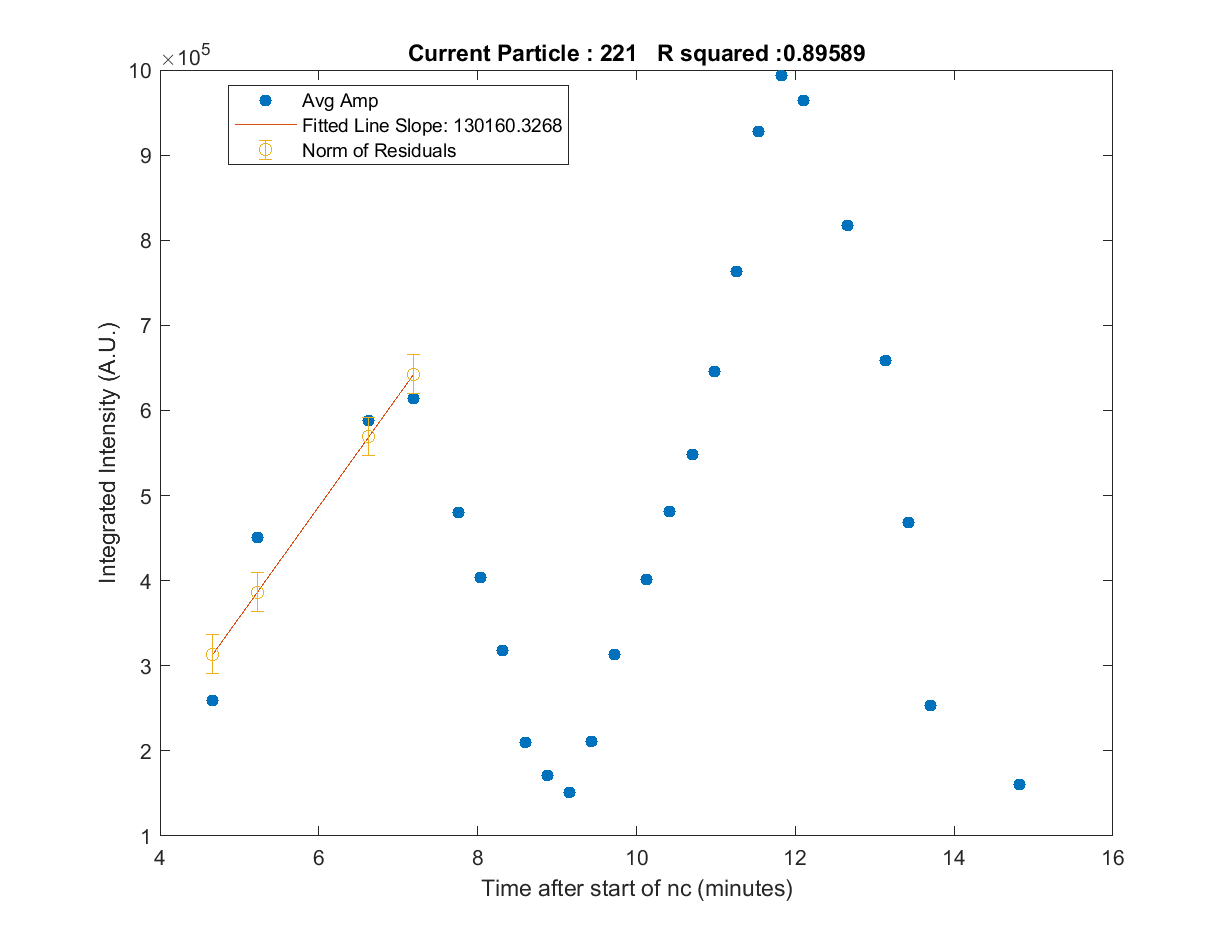 Current Particle : 221 R squared :0.89589
×10^5
Avg Amp
Fitted Line Slope: 130160.3268
Norm of Residuals
10
9
8
7
6
5
4
3
2
1
4 6 8 10 12 14 16
Integrated Intensity (A.U.)
Time after start of nc (minutes)